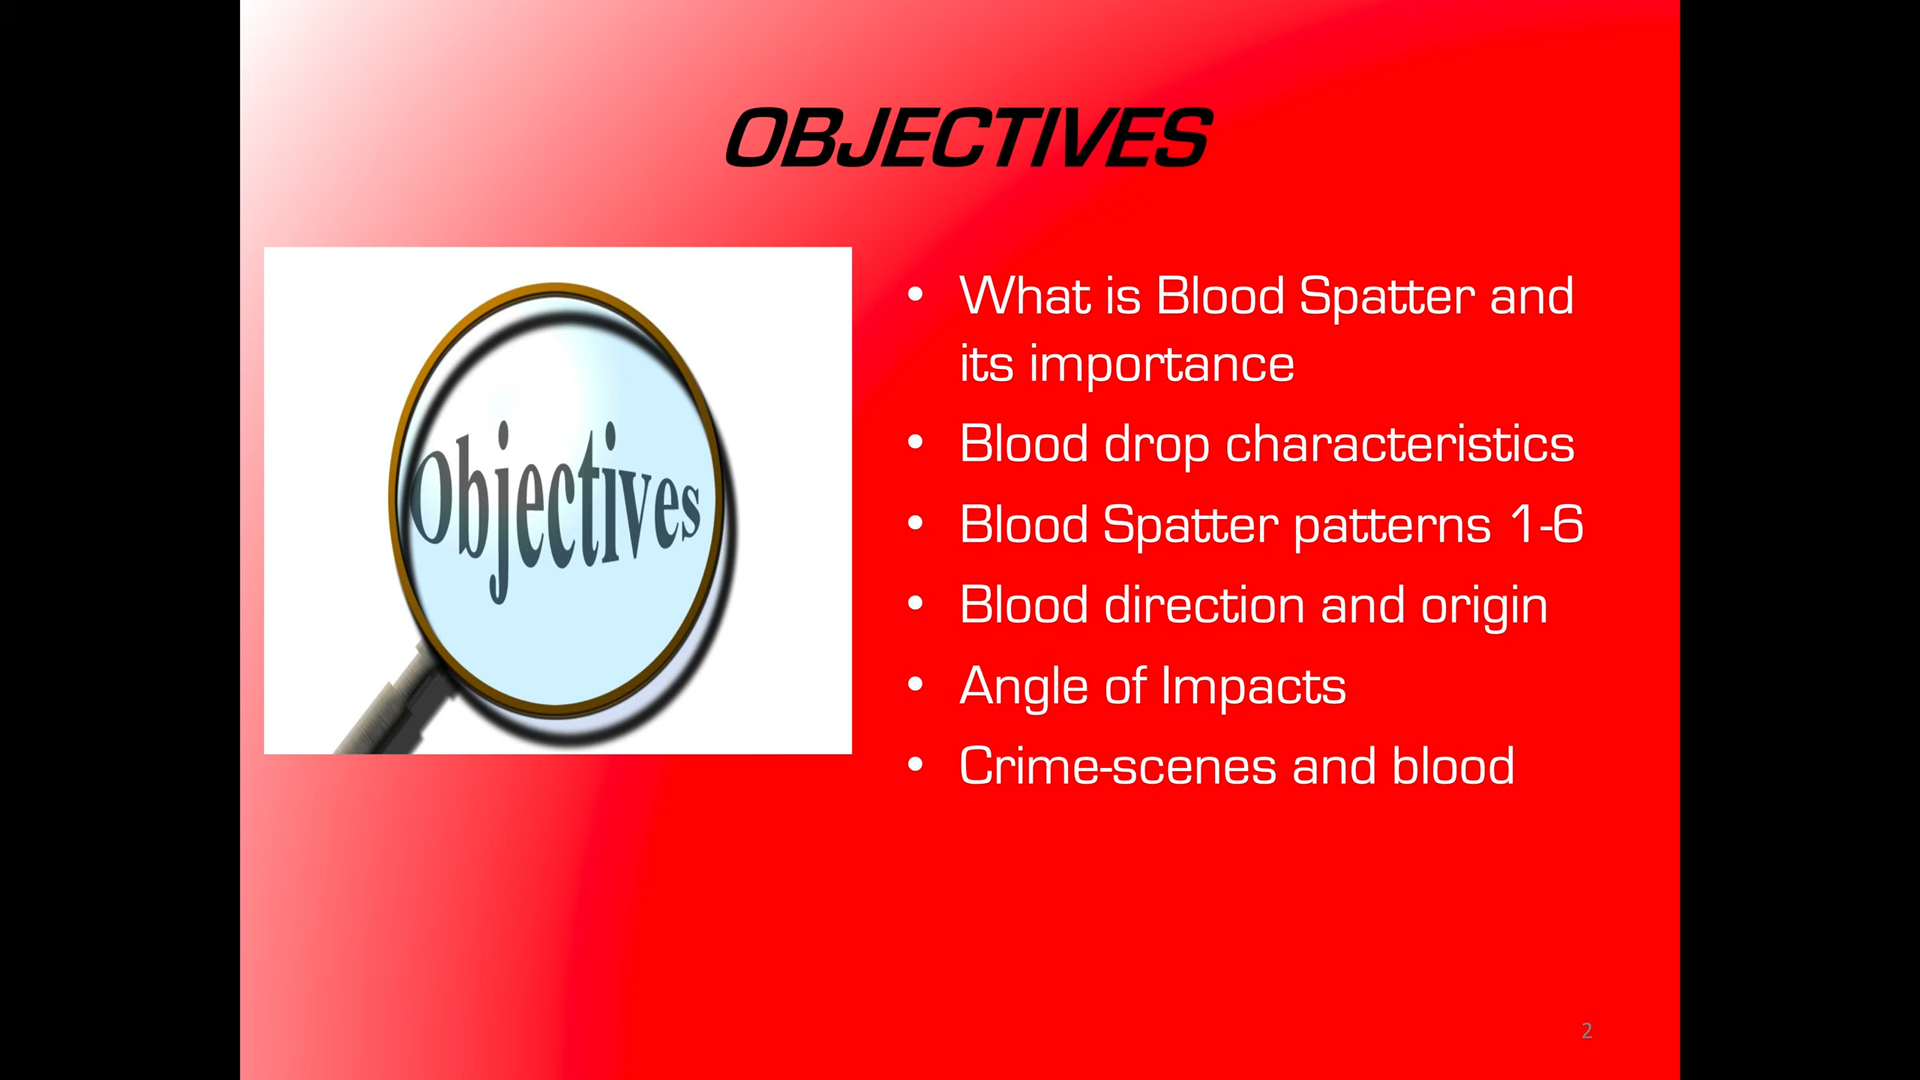 OBJECTIVES
Objectives
• What is Blood Spatter and
its importance
• Blood drop characteristics
• Blood Spatter patterns 1-6
• Blood direction and origin
• Angle of Impacts
• Crime-scenes and blood
2